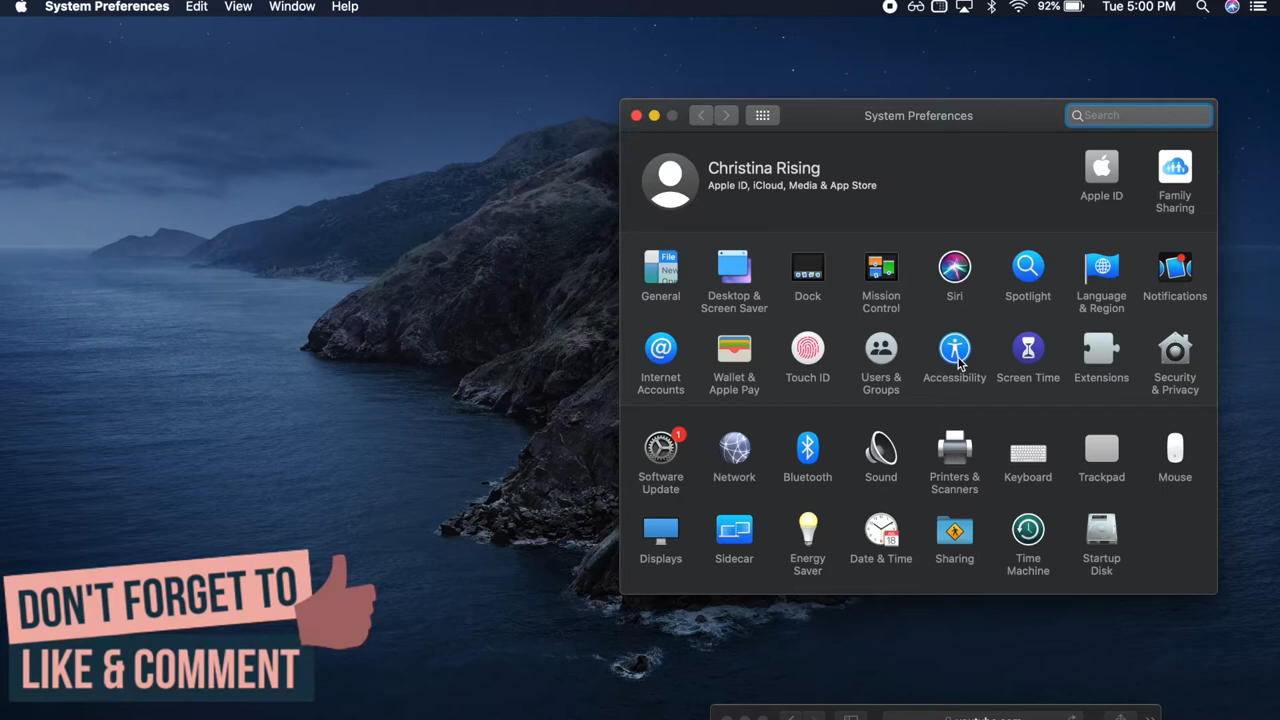 System Preferences Edit View Window Help 92% Tue 5:00 PM
System Preferences Search
Christina Rising
Apple ID, iCloud, Media & App Store
Apple ID
Family
Sharing
File
New
General
Desktop &
Screen Saver
Dock
Mission
Control
Siri
Spotlight
Language
& Region
Notifications
@
Internet
Accounts
Wallet &
Apple Pay
Touch ID
Users &
Groups
Accessibility
Screen Time
Extensions
Security
& Privacy
1
Software
Update
Network
Bluetooth
Sound
Printers &
Scanners
Keyboard
Trackpad
Mouse
Displays
Sidecar
Energy
Saver
18
Date & Time
Sharing
Time
Machine
Startup
Disk
DON'T FORGET TO
LIKE & COMMENT